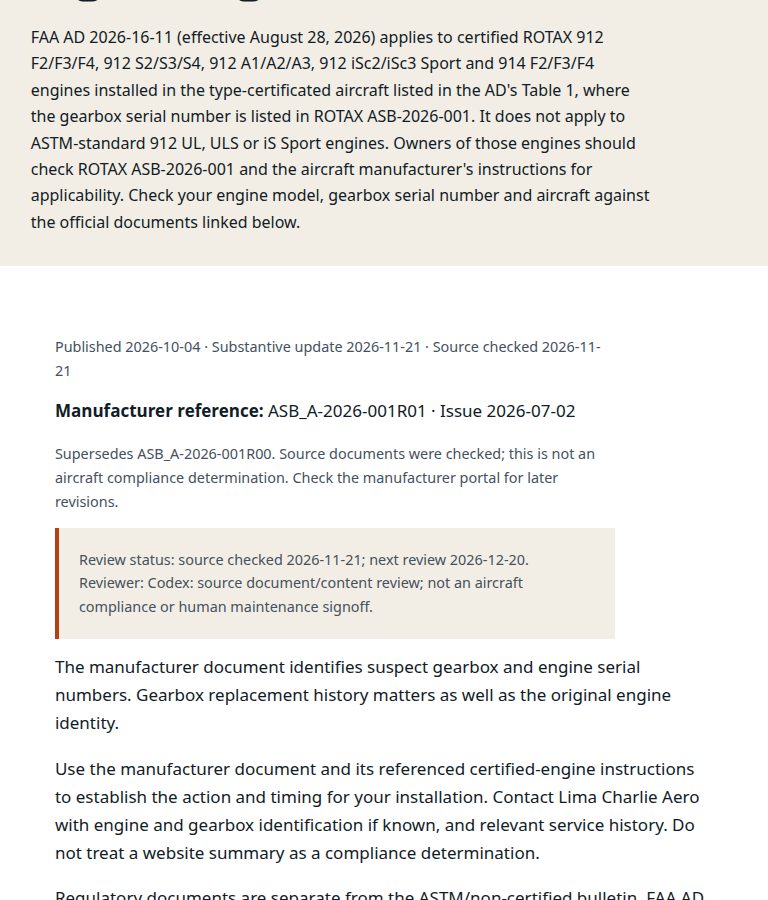 FAA AD 2026-16-11 (effective August 28, 2026) applies to certified ROTAX 912
F2/F3/F4, 912 S2/S3/S4, 912 A1/A2/A3, 912 iSc2/iSc3 Sport and 914 F2/F3/F4
engines installed in the type-certificated aircraft listed in the AD's Table 1, where
the gearbox serial number is listed in ROTAX ASB-2026-001. It does not apply to
ASTM-standard 912 UL, ULS or iS Sport engines. Owners of those engines should
check ROTAX ASB-2026-001 and the aircraft manufacturer's instructions for
applicability. Check your engine model, gearbox serial number and aircraft against
the official documents linked below.
Published 2026-10-04 · Substantive update 2026-11-21 · Source checked 2026-11-
21
Manufacturer reference: ASB_A-2026-001R01 · Issue 2026-07-02
Supersedes ASB_A-2026-001R00. Source documents were checked; this is not an
aircraft compliance determination. Check the manufacturer portal for later
revisions.
Review status: source checked 2026-11-21; next review 2026-12-20.
Reviewer: Codex: source document/content review; not an aircraft
compliance or human maintenance signoff.
The manufacturer document identifies suspect gearbox and engine serial
numbers. Gearbox replacement history matters as well as the original engine
identity.
Use the manufacturer document and its referenced certified-engine instructions
to establish the action and timing for your installation. Contact Lima Charlie Aero
with engine and gearbox identification if known, and relevant service history. Do
not treat a website summary as a compliance determination.
Regulatory documents are separate from the ASTM/non-certified bulletin. FAA AD